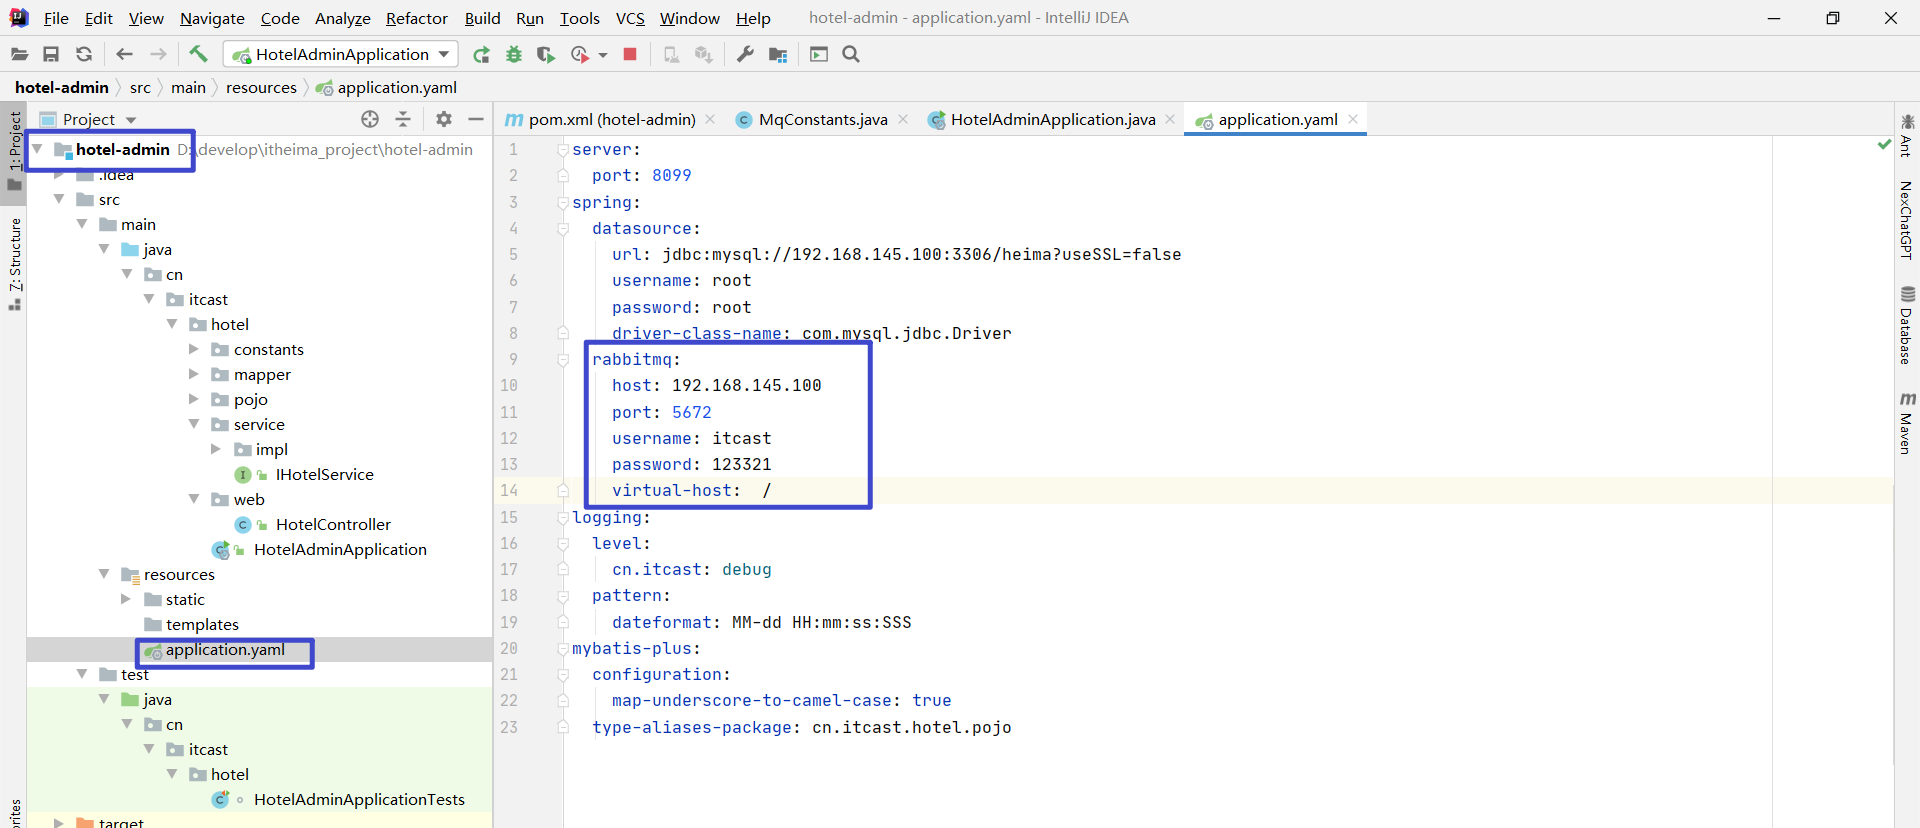 File Edit View Navigate Code Analyze Refactor Build Run Tools VCS Window Help hotel-admin - application.yaml - IntelliJ IDEA
HotelAdminApplication
hotel-admin src main resources application.yaml
Project
pom.xml (hotel-admin) MqConstants.java HotelAdminApplication.java application.yaml
1: Project
7: Structure
hotel-admin D:\develop\itheima_project\hotel-admin
.idea
src
main
java
cn
itcast
hotel
constants
mapper
pojo
service
impl
IHotelService
web
HotelController
HotelAdminApplication
resources
static
templates
application.yaml
test
java
cn
itcast
hotel
HotelAdminApplicationTests
target
1 server:
2 port: 8099
3 spring:
4 datasource:
5 url: jdbc:mysql://192.168.145.100:3306/heima?useSSL=false
6 username: root
7 password: root
8 driver-class-name: com.mysql.jdbc.Driver
9 rabbitmq:
10 host: 192.168.145.100
11 port: 5672
12 username: itcast
13 password: 123321
14 virtual-host: /
15 logging:
16 level:
17 cn.itcast: debug
18 pattern:
19 dateformat: MM-dd HH:mm:ss:SSS
20 mybatis-plus:
21 configuration:
22 map-underscore-to-camel-case: true
23 type-aliases-package: cn.itcast.hotel.pojo
Ant
NexChatGPT
Database
Maven